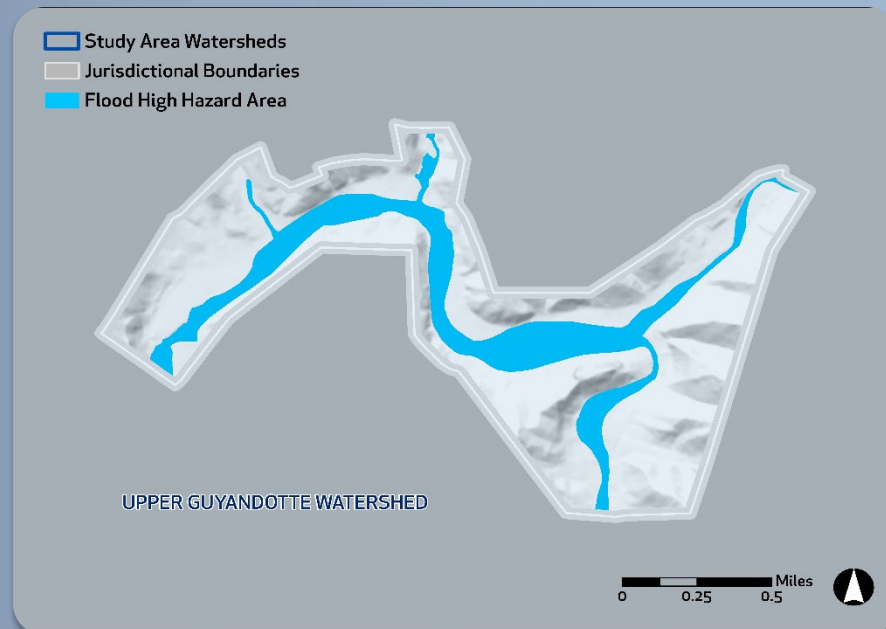 Study Area Watersheds
Jurisdictional Boundaries
Flood High Hazard Area
UPPER GUYANDOTTE WATERSHED
Miles
0 0.25 0.5